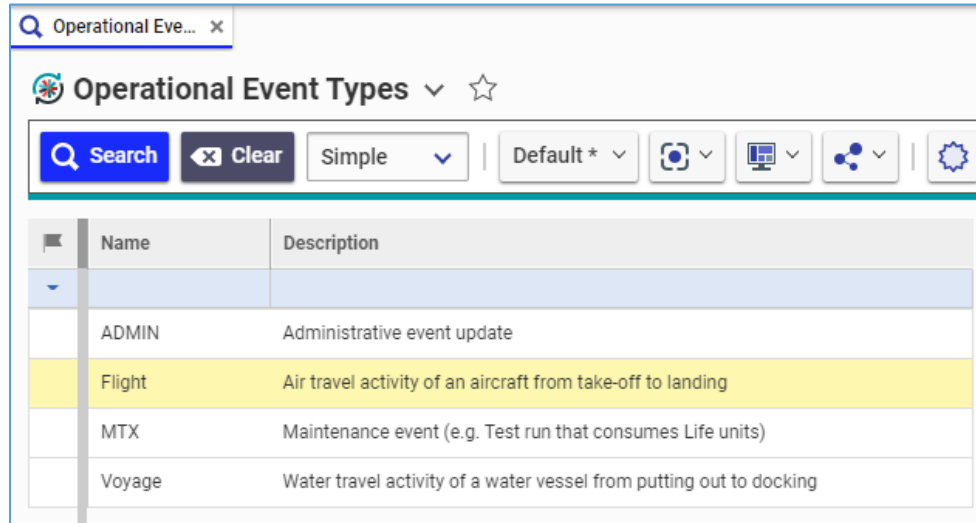 Operational Eve...
Operational Event Types
Search Clear Simple Default *
Name Description
ADMIN Administrative event update
Flight Air travel activity of an aircraft from take-off to landing
MTX Maintenance event (e.g. Test run that consumes Life units)
Voyage Water travel activity of a water vessel from putting out to docking